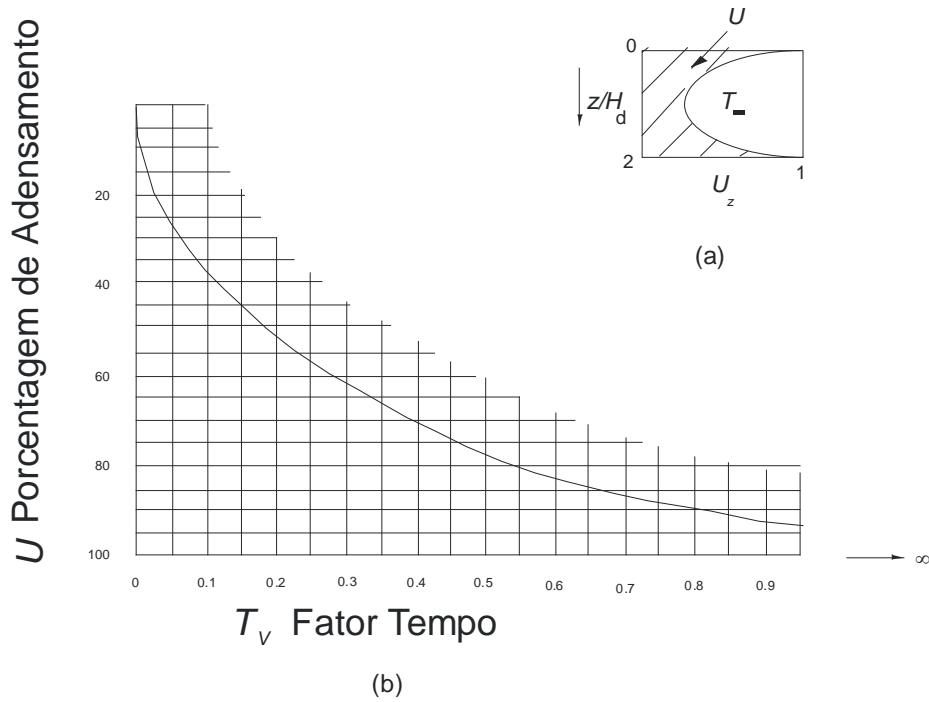 U
0
z/H
d
T
2
1
U
z
(a)
U Porcentagem de Adensamento
20
40
60
80
100
0
0.1
0.2
0.3
0.4
0.5
0.6
0.7
0.8
0.9
∞
T
V
Fator Tempo
(b)